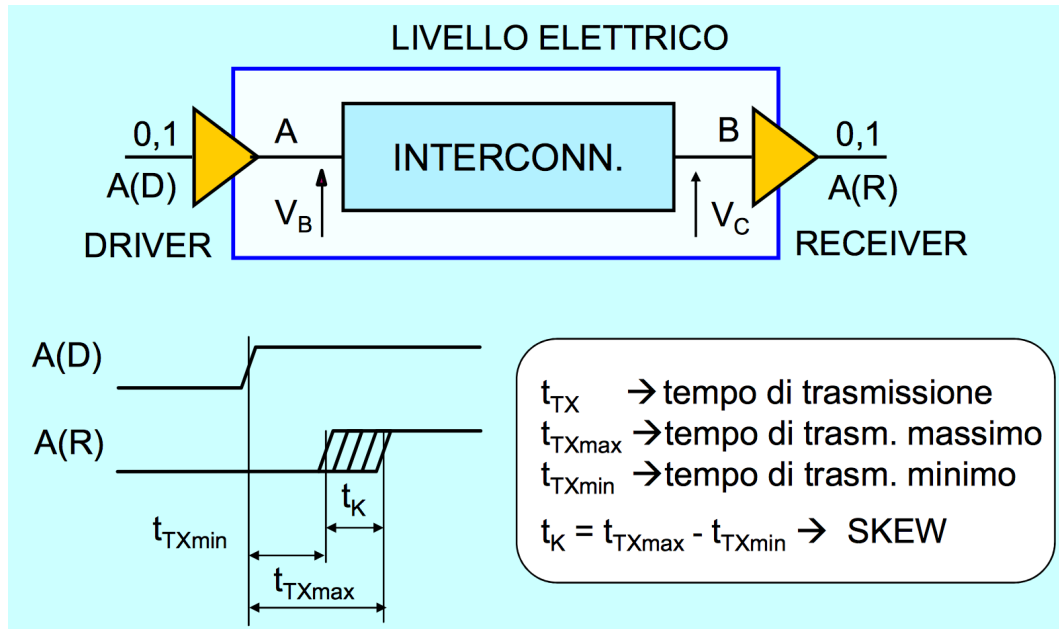 LIVELLO ELETTRICO
0,1 A INTERCONN. B 0,1
A(D) A(R)
V_B V_C
DRIVER RECEIVER
A(D)
A(R)
t_K
t_TXmin
t_TXmax
t_TX → tempo di trasmissione
t_TXmax → tempo di trasm. massimo
t_TXmin → tempo di trasm. minimo
t_K = t_TXmax - t_TXmin → SKEW